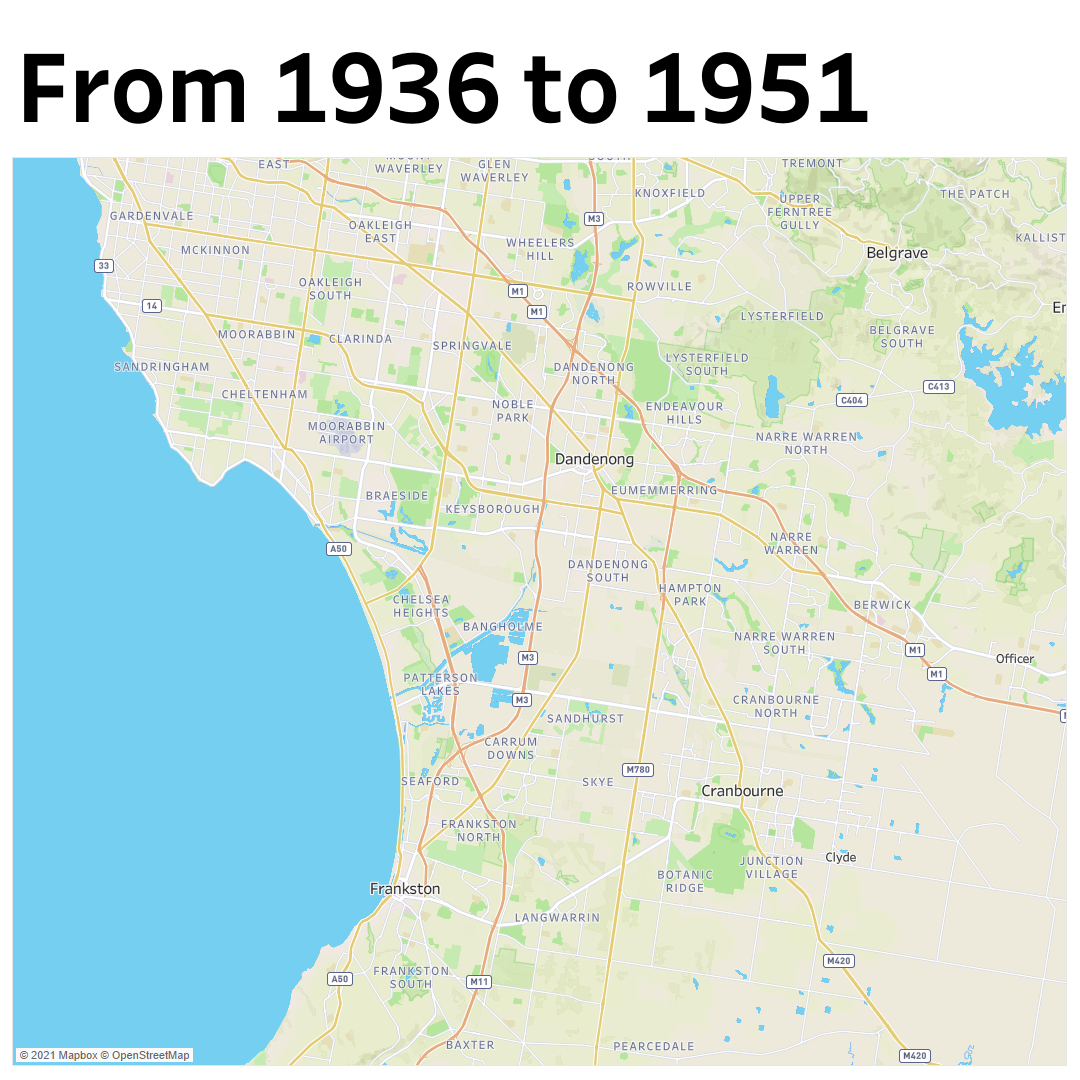 From 1936 to 1951
EAST
MOUNT
WAVERLEY
GLEN
WAVERLEY
SOUTH
TREMONT
KNOXFIELD
UPPER
FERNTREE
GULLY
THE PATCH
GARDENVALE
M3
OAKLEIGH
EAST
KALLIST
MCKINNON
WHEELERS
HILL
Belgrave
33
OAKLEIGH
SOUTH
M1
ROWVILLE
14
M1
En
LYSTERFIELD
BELGRAVE
SOUTH
MOORABBIN
CLARINDA
SPRINGVALE
SANDRINGHAM
DANDENONG
NORTH
LYSTERFIELD
SOUTH
CHELTENHAM
C413
C404
NOBLE
PARK
ENDEAVOUR
HILLS
MOORABBIN
AIRPORT
NARRE WARREN
NORTH
Dandenong
BRAESIDE
EUMEMMERRING
KEYSBOROUGH
A50
NARRE
WARREN
DANDENONG
SOUTH
HAMPTON
PARK
CHELSEA
HEIGHTS
BERWICK
BANGHOLME
NARRE WARREN
SOUTH
M1
M3
Officer
M1
PATTERSON
LAKES
M3
CRANBOURNE
NORTH
SANDHURST
CARRUM
DOWNS
M780
SEAFORD
SKYE
Cranbourne
FRANKSTON
NORTH
Clyde
JUNCTION
VILLAGE
BOTANIC
RIDGE
Frankston
LANGWARRIN
M420
FRANKSTON
SOUTH
A50
M11
BAXTER
PEARCEDALE
M420
© 2021 Mapbox © OpenStreetMap